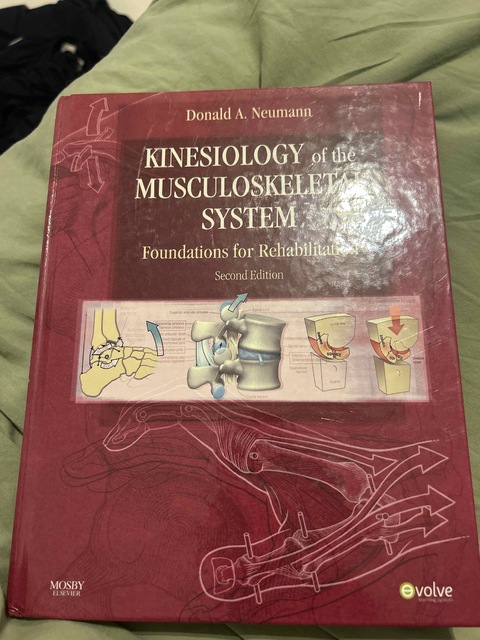 Donald A. Neumann
KINESIOLOGY of the
MUSCULOSKELETAL
SYSTEM
Foundations for Rehabilitation
Second Edition
MOSBY
ELSEVIER
evolve